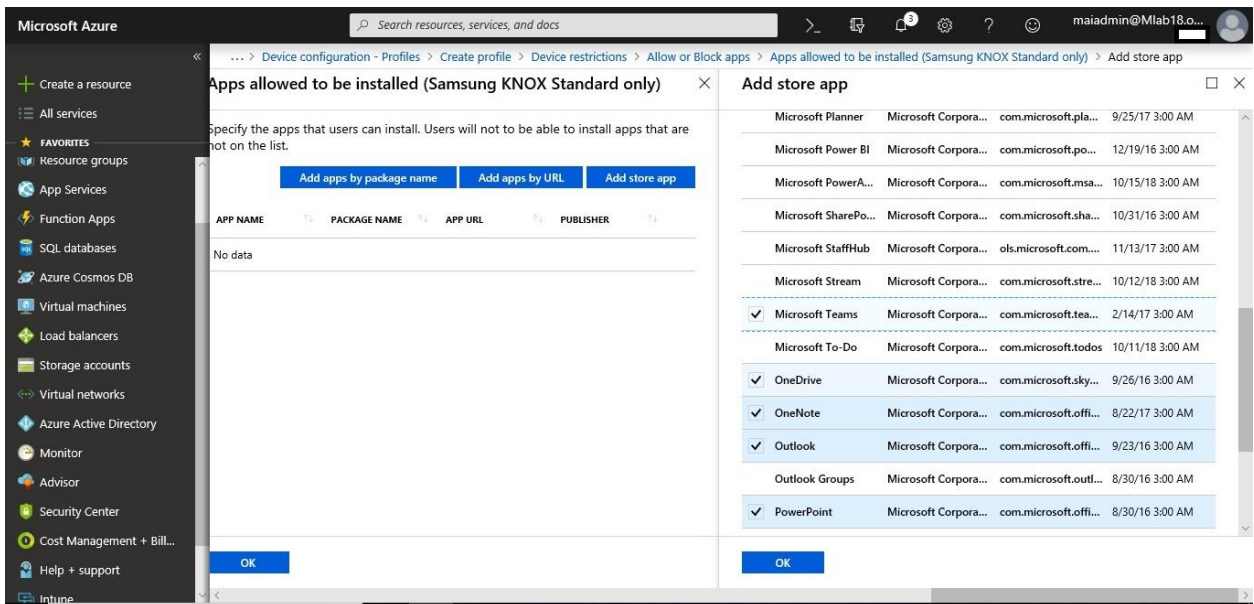 Microsoft Azure
Search resources, services, and docs
3
maiadmin@Mlab18.o...
... > Device configuration - Profiles > Create profile > Device restrictions > Allow or Block apps > Apps allowed to be installed (Samsung KNOX Standard only) > Add store app
Create a resource
All services
FAVORITES
Resource groups
App Services
Function Apps
SQL databases
Azure Cosmos DB
Virtual machines
Load balancers
Storage accounts
Virtual networks
Azure Active Directory
Monitor
Advisor
Security Center
Cost Management + Bill...
Help + support
Intune
Apps allowed to be installed (Samsung KNOX Standard only)
Specify the apps that users can install. Users will not to be able to install apps that are
not on the list.
Add apps by package name Add apps by URL Add store app
APP NAME PACKAGE NAME APP URL PUBLISHER
No data
OK
Add store app
Microsoft Planner Microsoft Corpora... com.microsoft.pla... 9/25/17 3:00 AM
Microsoft Power BI Microsoft Corpora... com.microsoft.po... 12/19/16 3:00 AM
Microsoft PowerA... Microsoft Corpora... com.microsoft.msa... 10/15/18 3:00 AM
Microsoft SharePo... Microsoft Corpora... com.microsoft.sha... 10/31/16 3:00 AM
Microsoft StaffHub Microsoft Corpora... ols.microsoft.com.... 11/13/17 3:00 AM
Microsoft Stream Microsoft Corpora... com.microsoft.stre... 10/12/18 3:00 AM
Microsoft Teams Microsoft Corpora... com.microsoft.tea... 2/14/17 3:00 AM
Microsoft To-Do Microsoft Corpora... com.microsoft.todos 10/11/18 3:00 AM
OneDrive Microsoft Corpora... com.microsoft.sky... 9/26/16 3:00 AM
OneNote Microsoft Corpora... com.microsoft.offi... 8/22/17 3:00 AM
Outlook Microsoft Corpora... com.microsoft.offi... 9/23/16 3:00 AM
Outlook Groups Microsoft Corpora... com.microsoft.outl... 8/30/16 3:00 AM
PowerPoint Microsoft Corpora... com.microsoft.offi... 8/30/16 3:00 AM
OK